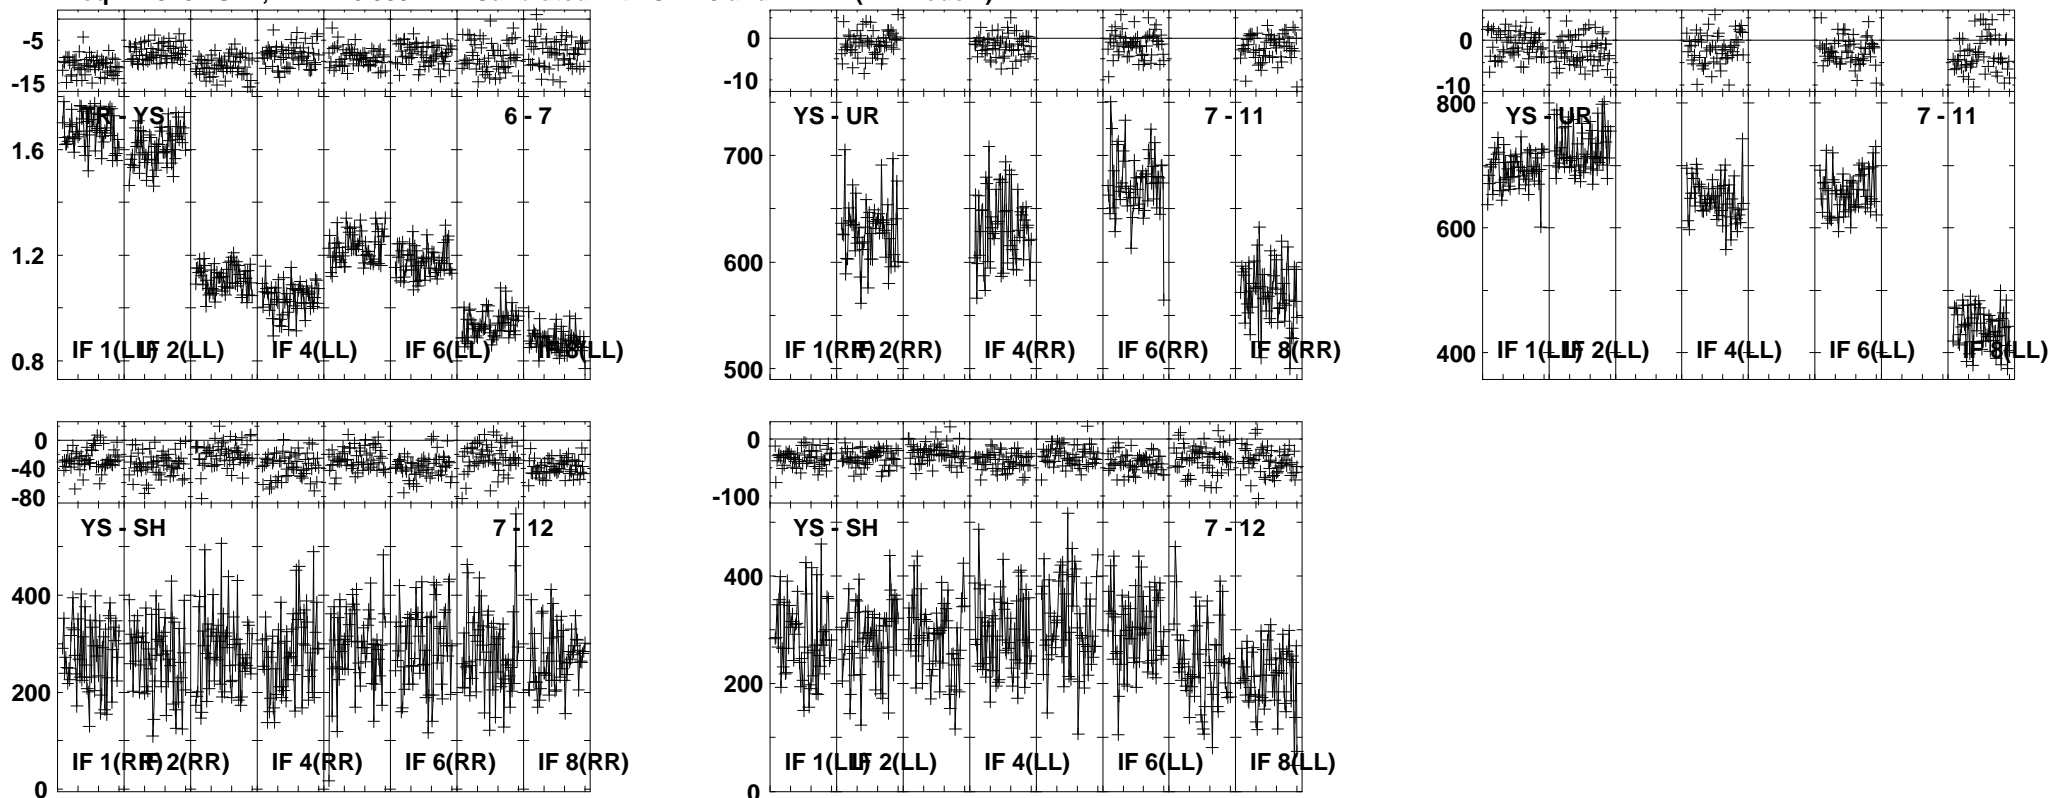 -5
-15
TR - YS 6 - 7
1.6
1.2
0.8
IF 1(LL) IF 2(LL) IF 4(LL) IF 6(LL) IF 8(LL)
0
-10
YS - UR 7 - 11
700
600
500
IF 1(RR) IF 2(RR) IF 4(RR) IF 6(RR) IF 8(RR)
0
-10
800
YS - UR 7 - 11
600
400
IF 1(LL) IF 2(LL) IF 4(LL) IF 6(LL) IF 8(LL)
0
-40
-80
YS - SH 7 - 12
400
200
0
IF 1(RR) IF 2(RR) IF 4(RR) IF 6(RR) IF 8(RR)
0
-100
YS - SH 7 - 12
400
200
0
IF 1(LL) IF 2(LL) IF 4(LL) IF 6(LL) IF 8(LL)